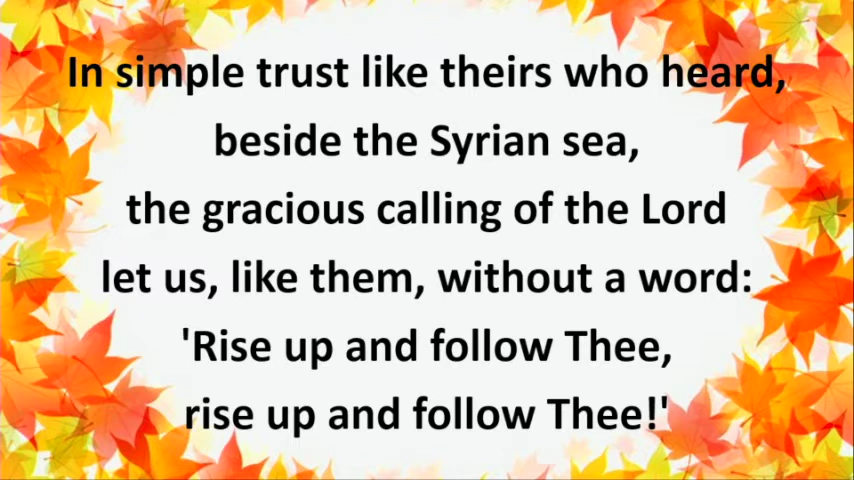 In simple trust like theirs who heard,
beside the Syrian sea,
the gracious calling of the Lord
let us, like them, without a word:
'Rise up and follow Thee,
rise up and follow Thee!'